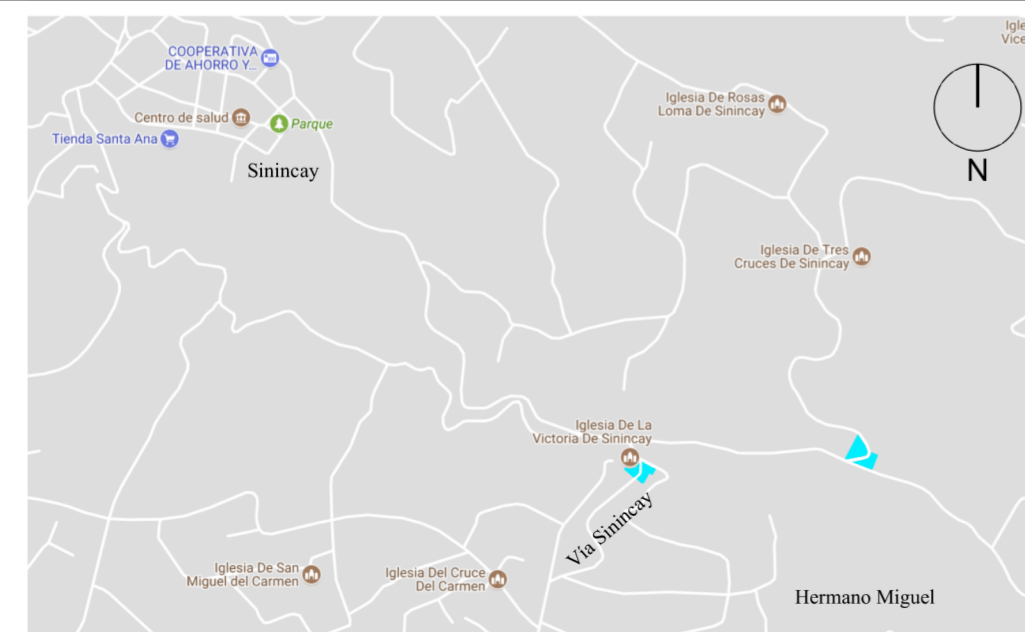 Igle
Vice
COOPERATIVA
DE AHORRO Y...
Iglesia De Rosas
Loma De Sinincay
Centro de salud
Parque
Tienda Santa Ana
Sinincay
N
Iglesia De Tres
Cruces De Sinincay
Iglesia De La
Victoria De Sinincay
Vía Sinincay
Iglesia De San
Miguel del Carmen
Iglesia Del Cruce
Del Carmen
Hermano Miguel